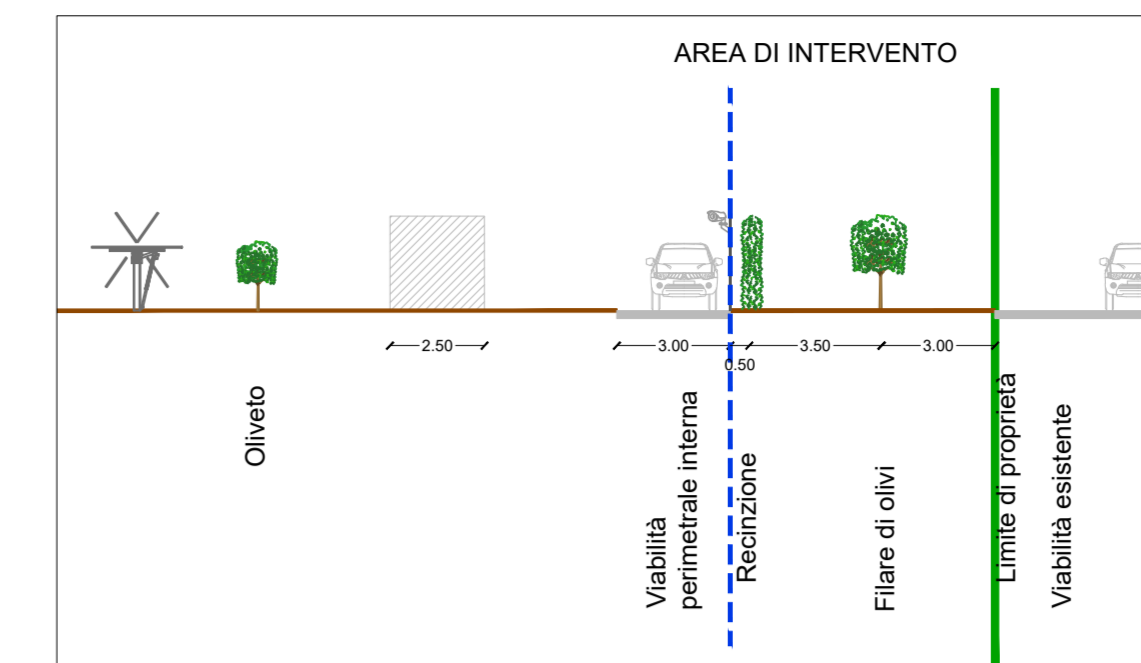 AREA DI INTERVENTO
2.50
3.00
0.50
3.50
3.00
Oliveto
Viabilità
perimetrale interna
Recinzione
Filare di olivi
Limite di proprietà
Viabilità esistente